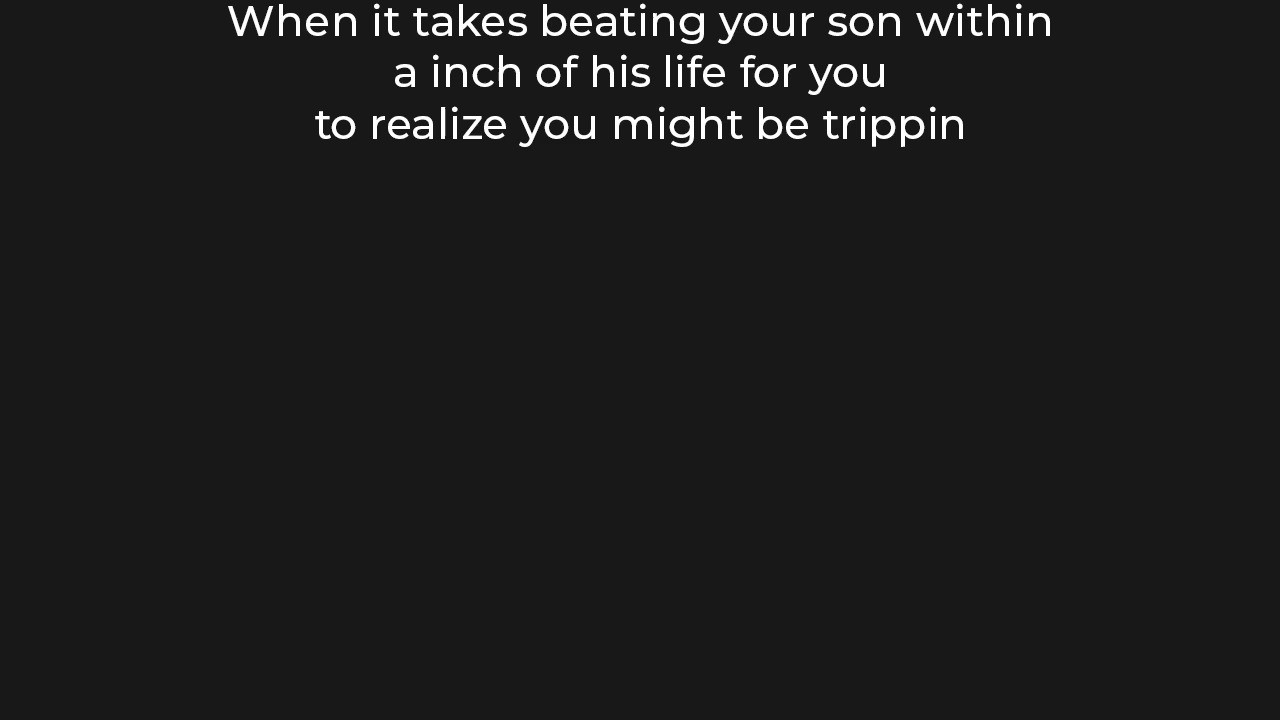 When it takes beating your son within
a inch of his life for you
to realize you might be trippin